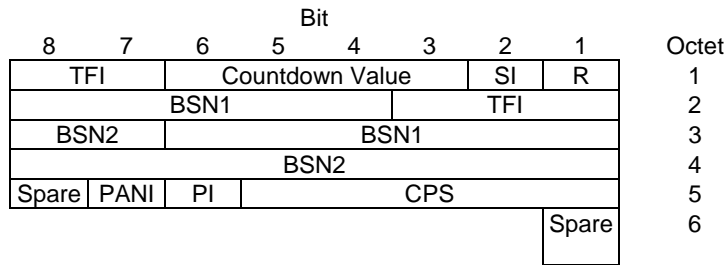 Bit
8 7 6 5 4 3 2 1 Octet
TFI Countdown Value SI R 1
BSN1 TFI 2
BSN2 BSN1 3
BSN2 4
Spare PANI PI CPS 5
Spare 6